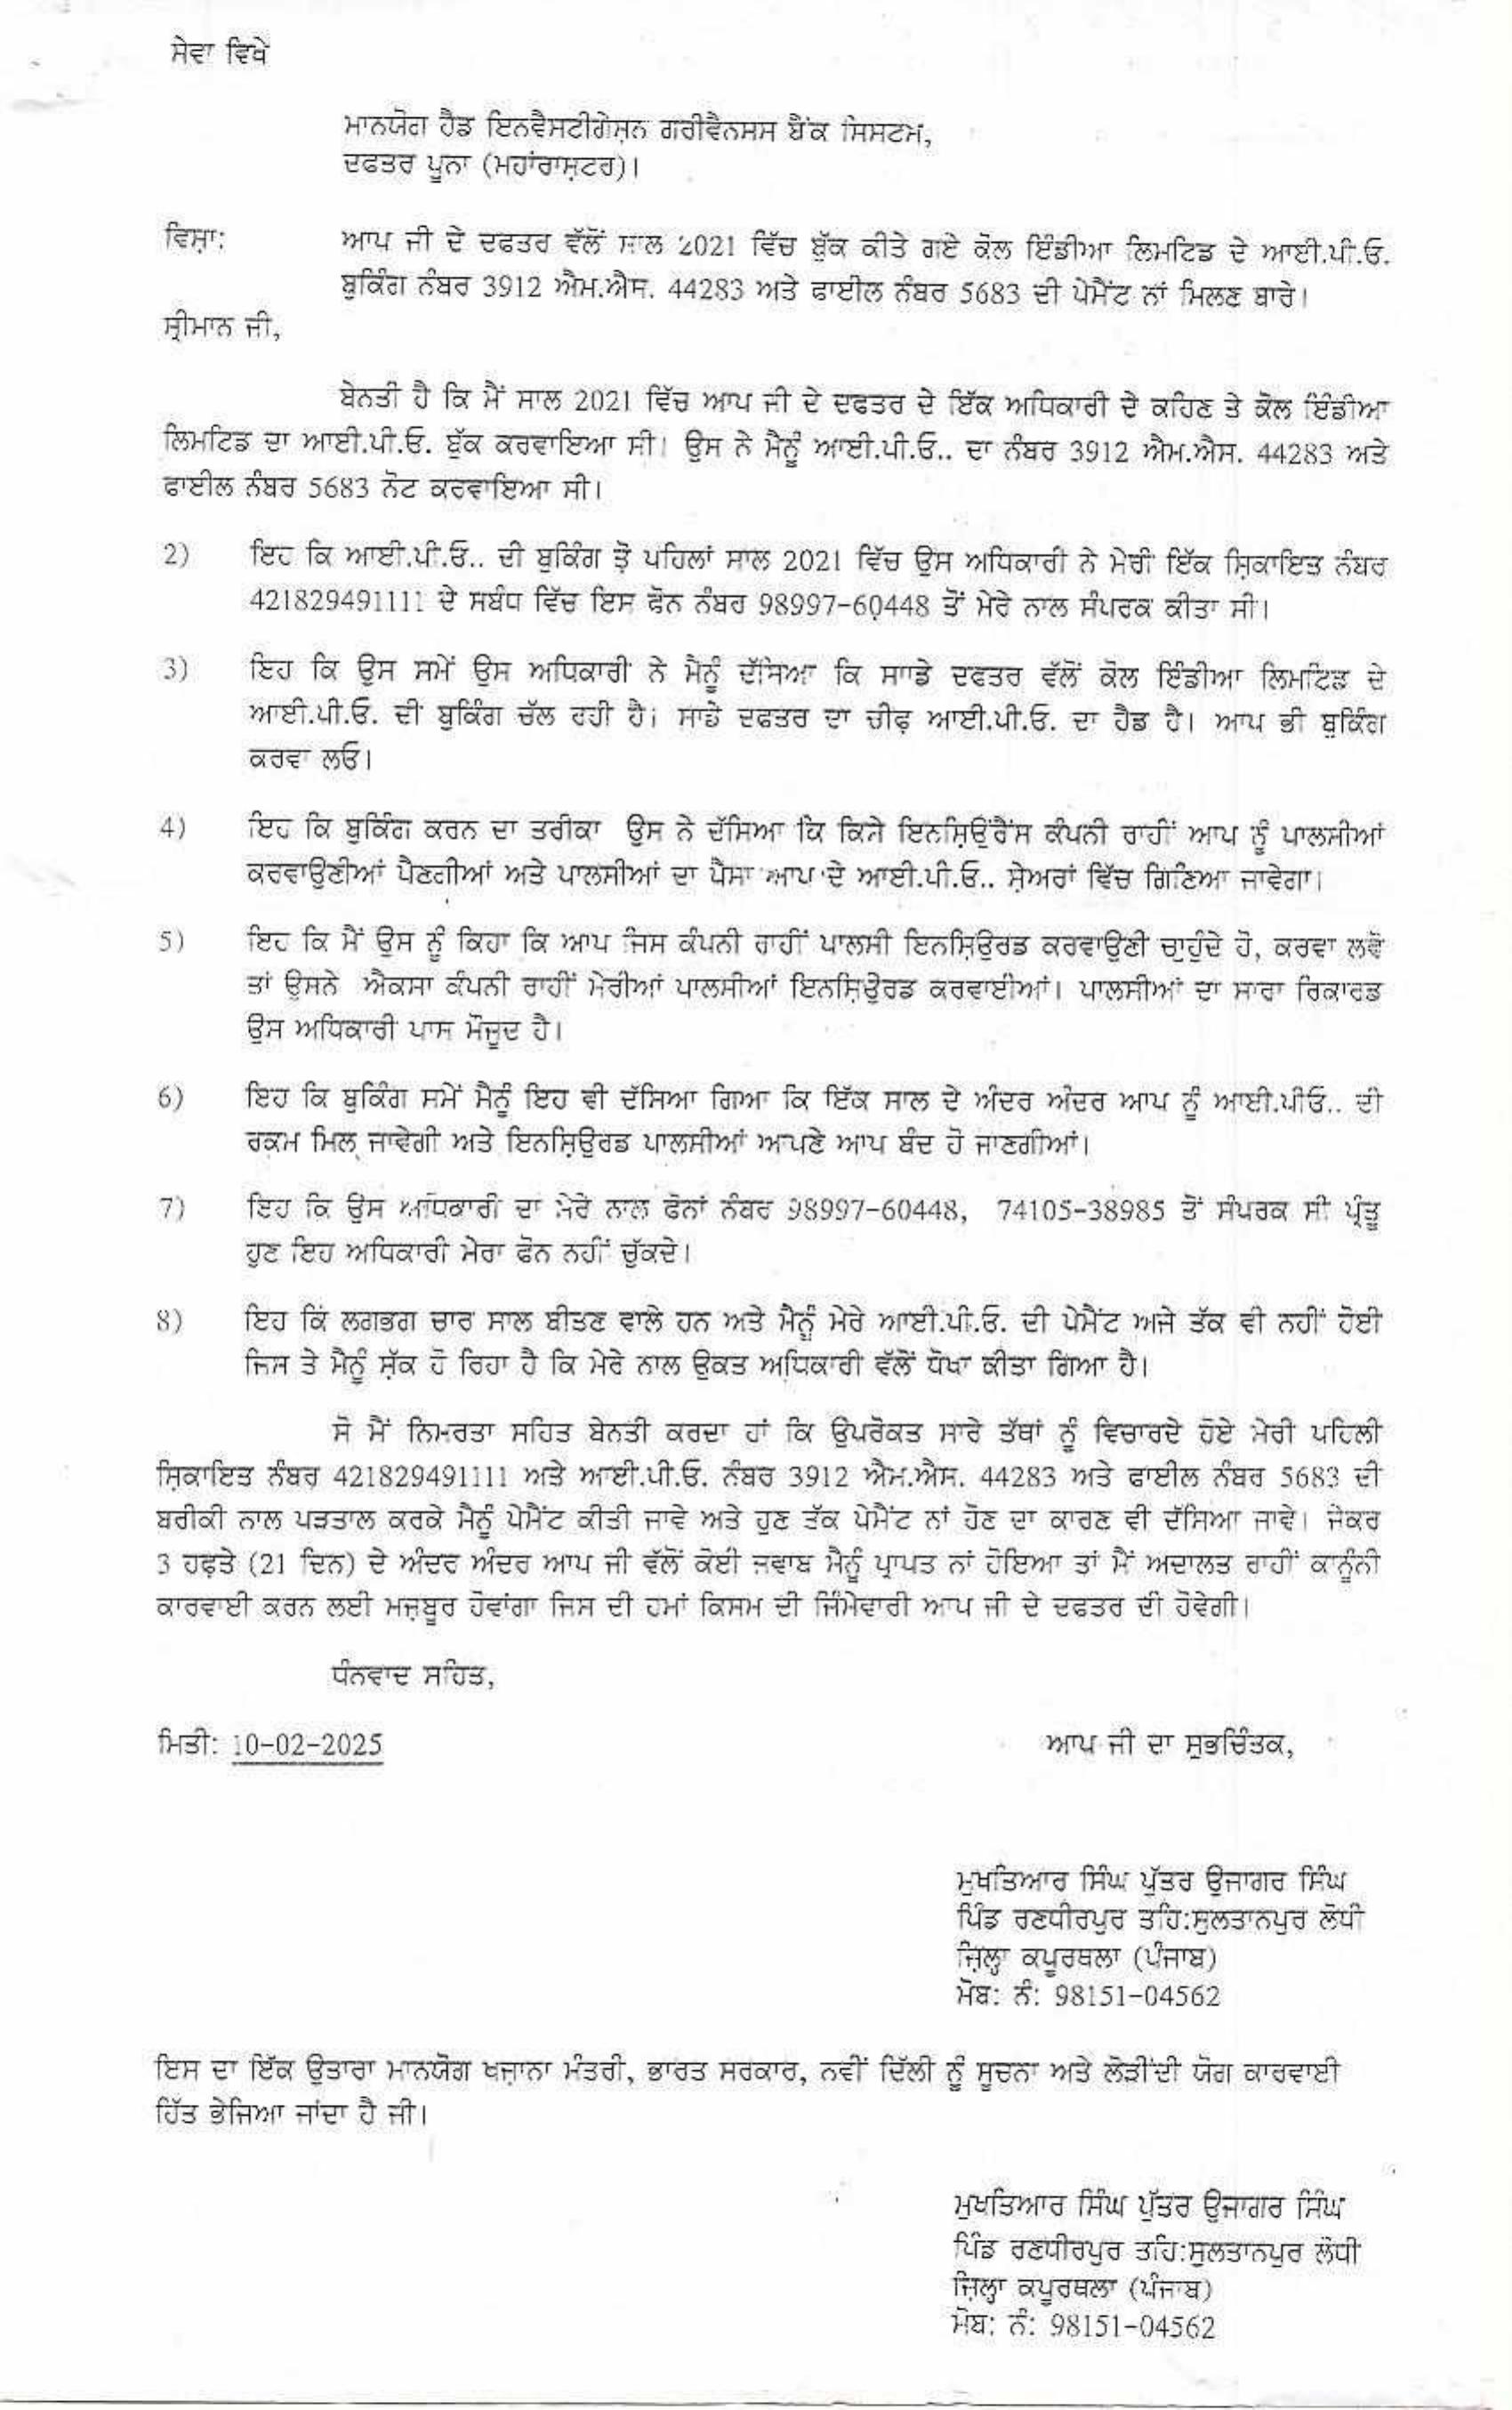 ਸੇਵਾ ਵਿਖੇ
ਮਾਨਯੋਗ ਹੈਡ ਇਨਵੈਸਟੀਗੇਸ਼ਨ ਗਰੀਵੈਨਸਸ ਬੈਂਕ ਸਿਸਟਮ,
ਦਫਤਰ ਪੂਨਾ (ਮਹਾਂਰਾਸ਼ਟਰ)।
ਵਿਸ਼ਾ: ਆਪ ਜੀ ਦੇ ਦਫਤਰ ਵੱਲੋਂ ਸਾਲ 2021 ਵਿੱਚ ਬੁੱਕ ਕੀਤੇ ਗਏ ਕੋਲ ਇੰਡੀਆ ਲਿਮਟਿਡ ਦੇ ਆਈ.ਪੀ.ਓ.
ਬੁਕਿੰਗ ਨੰਬਰ 3912 ਐਮ.ਐਸ. 44283 ਅਤੇ ਫਾਈਲ ਨੰਬਰ 5683 ਦੀ ਪੇਮੈਂਟ ਨਾਂ ਮਿਲਣ ਬਾਰੇ।
ਸ਼੍ਰੀਮਾਨ ਜੀ,
ਬੇਨਤੀ ਹੈ ਕਿ ਮੈਂ ਸਾਲ 2021 ਵਿੱਚ ਆਪ ਜੀ ਦੇ ਦਫਤਰ ਦੇ ਇੱਕ ਅਧਿਕਾਰੀ ਦੇ ਕਹਿਣ ਤੇ ਕੋਲ ਇੰਡੀਆ
ਲਿਮਟਿਡ ਦਾ ਆਈ.ਪੀ.ਓ. ਬੁੱਕ ਕਰਵਾਇਆ ਸੀ। ਉਸ ਨੇ ਮੈਨੂੰ ਆਈ.ਪੀ.ਓ.. ਦਾ ਨੰਬਰ 3912 ਐਮ.ਐਸ. 44283 ਅਤੇ
ਫਾਈਲ ਨੰਬਰ 5683 ਨੋਟ ਕਰਵਾਇਆ ਸੀ।
2) ਇਹ ਕਿ ਆਈ.ਪੀ.ਓ.. ਦੀ ਬੁਕਿੰਗ ਤੋਂ ਪਹਿਲਾਂ ਸਾਲ 2021 ਵਿੱਚ ਉਸ ਅਧਿਕਾਰੀ ਨੇ ਮੇਰੀ ਇੱਕ ਸ਼ਿਕਾਇਤ ਨੰਬਰ
421829491111 ਦੇ ਸਬੰਧ ਵਿੱਚ ਇਸ ਫੋਨ ਨੰਬਰ 98997-60448 ਤੋਂ ਮੇਰੇ ਨਾਲ ਸੰਪਰਕ ਕੀਤਾ ਸੀ।
3) ਇਹ ਕਿ ਉਸ ਸਮੇਂ ਉਸ ਅਧਿਕਾਰੀ ਨੇ ਮੈਨੂੰ ਦੱਸਿਆ ਕਿ ਸਾਡੇ ਦਫਤਰ ਵੱਲੋਂ ਕੋਲ ਇੰਡੀਆ ਲਿਮਟਿਡ ਦੇ
ਆਈ.ਪੀ.ਓ. ਦੀ ਬੁਕਿੰਗ ਚੱਲ ਰਹੀ ਹੈ। ਸਾਡੇ ਦਫਤਰ ਦਾ ਚੀਫ਼ ਆਈ.ਪੀ.ਓ. ਦਾ ਹੈਡ ਹੈ। ਆਪ ਭੀ ਬੁਕਿੰਗ
ਕਰਵਾ ਲਓ।
4) ਇਹ ਕਿ ਬੁਕਿੰਗ ਕਰਨ ਦਾ ਤਰੀਕਾ ਉਸ ਨੇ ਦੱਸਿਆ ਕਿ ਕਿਸੇ ਇਨਸ਼ਿਉਂਰੈਂਸ ਕੰਪਨੀ ਰਾਹੀਂ ਆਪ ਨੂੰ ਪਾਲਸੀਆਂ
ਕਰਵਾਉਣੀਆਂ ਪੈਣਗੀਆਂ ਅਤੇ ਪਾਲਸੀਆਂ ਦਾ ਪੈਸਾ ਆਪ ਦੇ ਆਈ.ਪੀ.ਓ.. ਸ਼ੇਅਰਾਂ ਵਿੱਚ ਗਿਣਿਆ ਜਾਵੇਗਾ।
5) ਇਹ ਕਿ ਮੈਂ ਉਸ ਨੂੰ ਕਿਹਾ ਕਿ ਆਪ ਜਿਸ ਕੰਪਨੀ ਰਾਹੀਂ ਪਾਲਸੀ ਇਨਸ਼ਿਉਰਡ ਕਰਵਾਉਣੀ ਚਾਹੁੰਦੇ ਹੋ, ਕਰਵਾ ਲਵੋ
ਤਾਂ ਉਸਨੇ ਐਕਸਾ ਕੰਪਨੀ ਰਾਹੀਂ ਮੇਰੀਆਂ ਪਾਲਸੀਆਂ ਇਨਸ਼ਿਉਰਡ ਕਰਵਾਈਆਂ। ਪਾਲਸੀਆਂ ਦਾ ਸਾਰਾ ਰਿਕਾਰਡ
ਉਸ ਅਧਿਕਾਰੀ ਪਾਸ ਮੌਜੂਦ ਹੈ।
6) ਇਹ ਕਿ ਬੁਕਿੰਗ ਸਮੇਂ ਮੈਨੂੰ ਇਹ ਵੀ ਦੱਸਿਆ ਗਿਆ ਕਿ ਇੱਕ ਸਾਲ ਦੇ ਅੰਦਰ ਅੰਦਰ ਆਪ ਨੂੰ ਆਈ.ਪੀਓ.. ਦੀ
ਰਕਮ ਮਿਲ ਜਾਵੇਗੀ ਅਤੇ ਇਨਸ਼ਿਉਰਡ ਪਾਲਸੀਆਂ ਆਪਣੇ ਆਪ ਬੰਦ ਹੋ ਜਾਣਗੀਆਂ।
7) ਇਹ ਕਿ ਉਸ ਅਧਿਕਾਰੀ ਦਾ ਮੇਰੇ ਨਾਲ ਫੋਨਾਂ ਨੰਬਰ 98997-60448, 74105-38985 ਤੋਂ ਸੰਪਰਕ ਸੀ ਪ੍ਰੰਤੂ
ਹੁਣ ਇਹ ਅਧਿਕਾਰੀ ਮੇਰਾ ਫੋਨ ਨਹੀਂ ਚੁੱਕਦੇ।
8) ਇਹ ਕਿ ਲਗਭਗ ਚਾਰ ਸਾਲ ਬੀਤਣ ਵਾਲੇ ਹਨ ਅਤੇ ਮੈਨੂੰ ਮੇਰੇ ਆਈ.ਪੀ.ਓ. ਦੀ ਪੇਮੈਂਟ ਅਜੇ ਤੱਕ ਵੀ ਨਹੀਂ ਹੋਈ
ਜਿਸ ਤੇ ਮੈਨੂੰ ਸ਼ੱਕ ਹੋ ਰਿਹਾ ਹੈ ਕਿ ਮੇਰੇ ਨਾਲ ਉਕਤ ਅਧਿਕਾਰੀ ਵੱਲੋਂ ਧੋਖਾ ਕੀਤਾ ਗਿਆ ਹੈ।
ਸੋ ਮੈਂ ਨਿਮਰਤਾ ਸਹਿਤ ਬੇਨਤੀ ਕਰਦਾ ਹਾਂ ਕਿ ਉਪਰੋਕਤ ਸਾਰੇ ਤੱਥਾਂ ਨੂੰ ਵਿਚਾਰਦੇ ਹੋਏ ਮੇਰੀ ਪਹਿਲੀ
ਸ਼ਿਕਾਇਤ ਨੰਬਰ 421829491111 ਅਤੇ ਆਈ.ਪੀ.ਓ. ਨੰਬਰ 3912 ਐਮ.ਐਸ. 44283 ਅਤੇ ਫਾਈਲ ਨੰਬਰ 5683 ਦੀ
ਬਰੀਕੀ ਨਾਲ ਪੜਤਾਲ ਕਰਕੇ ਮੈਨੂੰ ਪੇਮੈਂਟ ਕੀਤੀ ਜਾਵੇ ਅਤੇ ਹੁਣ ਤੱਕ ਪੇਮੈਂਟ ਨਾਂ ਹੋਣ ਦਾ ਕਾਰਣ ਵੀ ਦੱਸਿਆ ਜਾਵੇ। ਜੇਕਰ
3 ਹਫ਼ਤੇ (21 ਦਿਨ) ਦੇ ਅੰਦਰ ਅੰਦਰ ਆਪ ਜੀ ਵੱਲੋਂ ਕੋਈ ਜਵਾਬ ਮੈਨੂੰ ਪ੍ਰਾਪਤ ਨਾਂ ਹੋਇਆ ਤਾਂ ਮੈਂ ਅਦਾਲਤ ਰਾਹੀਂ ਕਾਨੂੰਨੀ
ਕਾਰਵਾਈ ਕਰਨ ਲਈ ਮਜਬੂਰ ਹੋਵਾਂਗਾ ਜਿਸ ਦੀ ਹਮਾਂ ਕਿਸਮ ਦੀ ਜਿੰਮੇਵਾਰੀ ਆਪ ਜੀ ਦੇ ਦਫਤਰ ਦੀ ਹੋਵੇਗੀ।
ਧੰਨਵਾਦ ਸਹਿਤ,
ਮਿਤੀ: 10-02-2025 ਆਪ ਜੀ ਦਾ ਸ਼ੁਭਚਿੰਤਕ,
ਮੁਖਤਿਆਰ ਸਿੰਘ ਪੁੱਤਰ ਉਜਾਗਰ ਸਿੰਘ
ਪਿੰਡ ਰਣਧੀਰਪੁਰ ਤਹਿ:ਸੁਲਤਾਨਪੁਰ ਲੋਧੀ
ਜ਼ਿਲ੍ਹਾ ਕਪੂਰਥਲਾ (ਪੰਜਾਬ)
ਮੋਬ: ਨੰ: 98151-04562
ਇਸ ਦਾ ਇੱਕ ਉਤਾਰਾ ਮਾਨਯੋਗ ਖਜ਼ਾਨਾ ਮੰਤਰੀ, ਭਾਰਤ ਸਰਕਾਰ, ਨਵੀਂ ਦਿੱਲੀ ਨੂੰ ਸੂਚਨਾ ਅਤੇ ਲੋੜੀਂਦੀ ਯੋਗ ਕਾਰਵਾਈ
ਹਿੱਤ ਭੇਜਿਆ ਜਾਂਦਾ ਹੈ ਜੀ।
ਮੁਖਤਿਆਰ ਸਿੰਘ ਪੁੱਤਰ ਉਜਾਗਰ ਸਿੰਘ
ਪਿੰਡ ਰਣਧੀਰਪੁਰ ਤਹਿ:ਸੁਲਤਾਨਪੁਰ ਲੋਧੀ
ਜ਼ਿਲ੍ਹਾ ਕਪੂਰਥਲਾ (ਪੰਜਾਬ)
ਮੋਬ: ਨੰ: 98151-04562